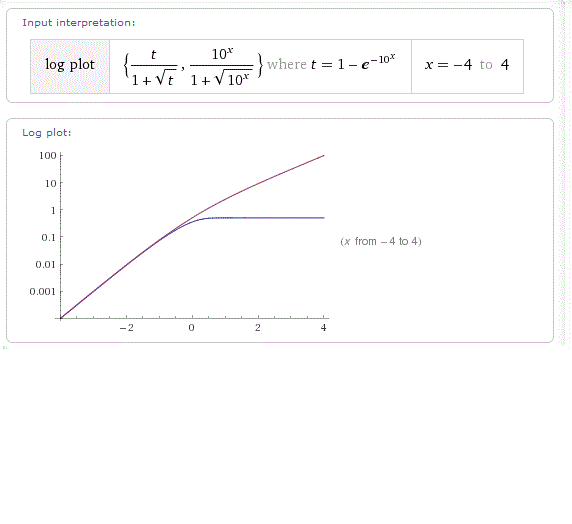 Input interpretation:
log plot {t/(1 + √t), 10^x/(1 + √(10^x))} where t = 1 − e^(−10^x) x = −4 to 4
Log plot:
100
10
1
0.1
0.01
0.001
(x from −4 to 4)
−2 0 2 4